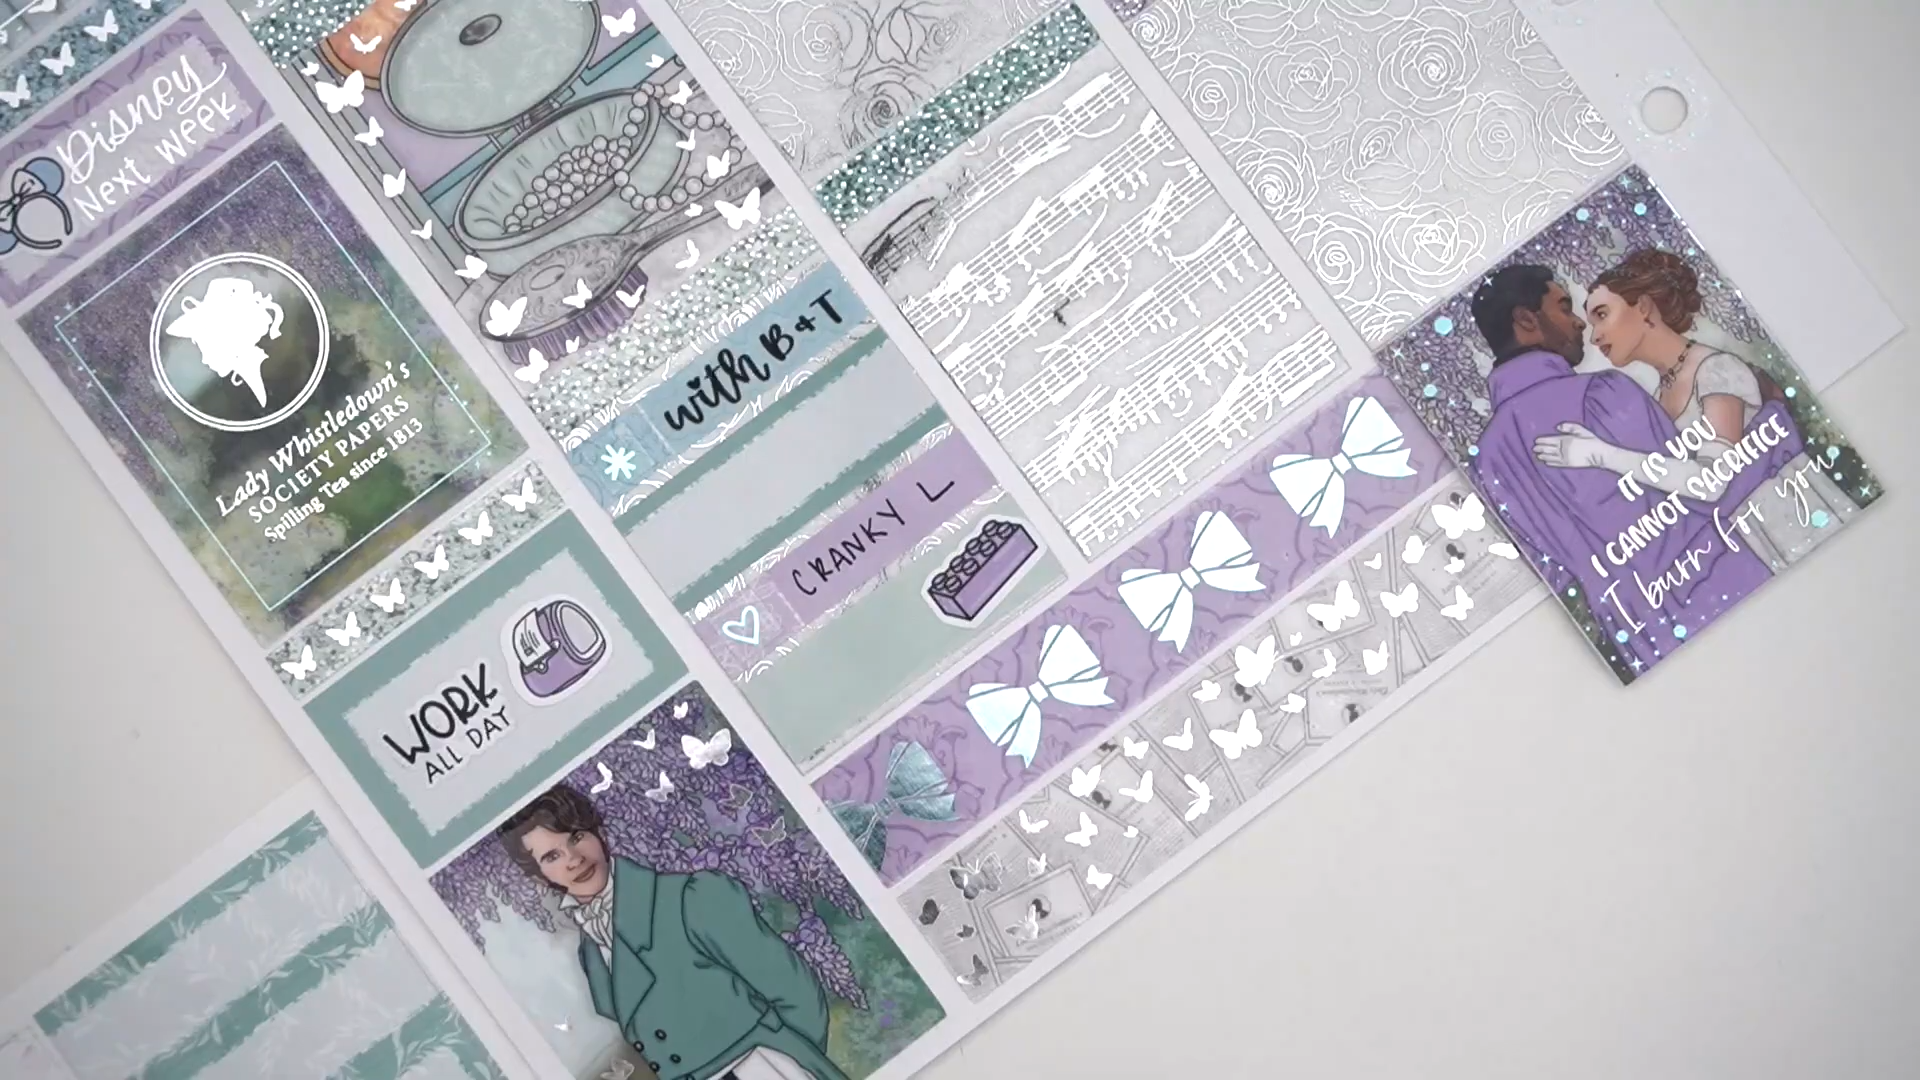 Disney
Next Week
Lady Whistledown's
SOCIETY PAPERS
Spilling Tea since 1813
with B + T
CRANKY L
WORK
ALL DAY
IT IS YOU
I CANNOT SACRIFICE
I burn for you